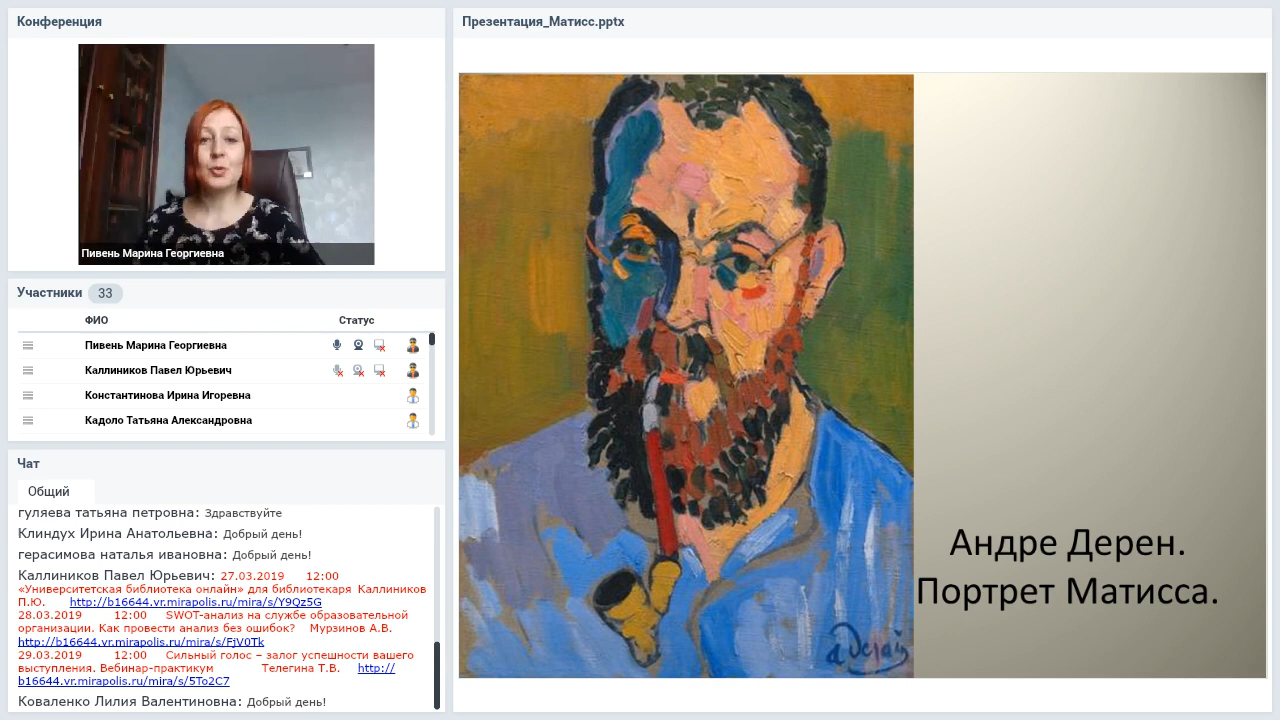 Конференция
Пивень Марина Георгиевна
Участники 33
ФИО Статус
Пивень Марина Георгиевна
Каллиников Павел Юрьевич
Константинова Ирина Игоревна
Кадоло Татьяна Александровна
Чат
Общий
гуляева татьяна петровна: Здравствуйте
Клиндух Ирина Анатольевна: Добрый день!
герасимова наталья ивановна: Добрый день!
Каллиников Павел Юрьевич: 27.03.2019 12:00
«Университетская библиотека онлайн» для библиотекаря Каллиников
П.Ю. http://b16644.vr.mirapolis.ru/mira/s/Y9Qz5G
28.03.2019 12:00 SWOT-анализ на службе образовательной
организации. Как провести анализ без ошибок? Мурзинов А.В.
http://b16644.vr.mirapolis.ru/mira/s/FjV0Tk
29.03.2019 12:00 Сильный голос – залог успешности вашего
выступления. Вебинар-практикум Телегина Т.В. http://
b16644.vr.mirapolis.ru/mira/s/5To2C7
Коваленко Лилия Валентиновна: Добрый день!
Презентация_Матисс.pptx
Андре Дерен.
Портрет Матисса.